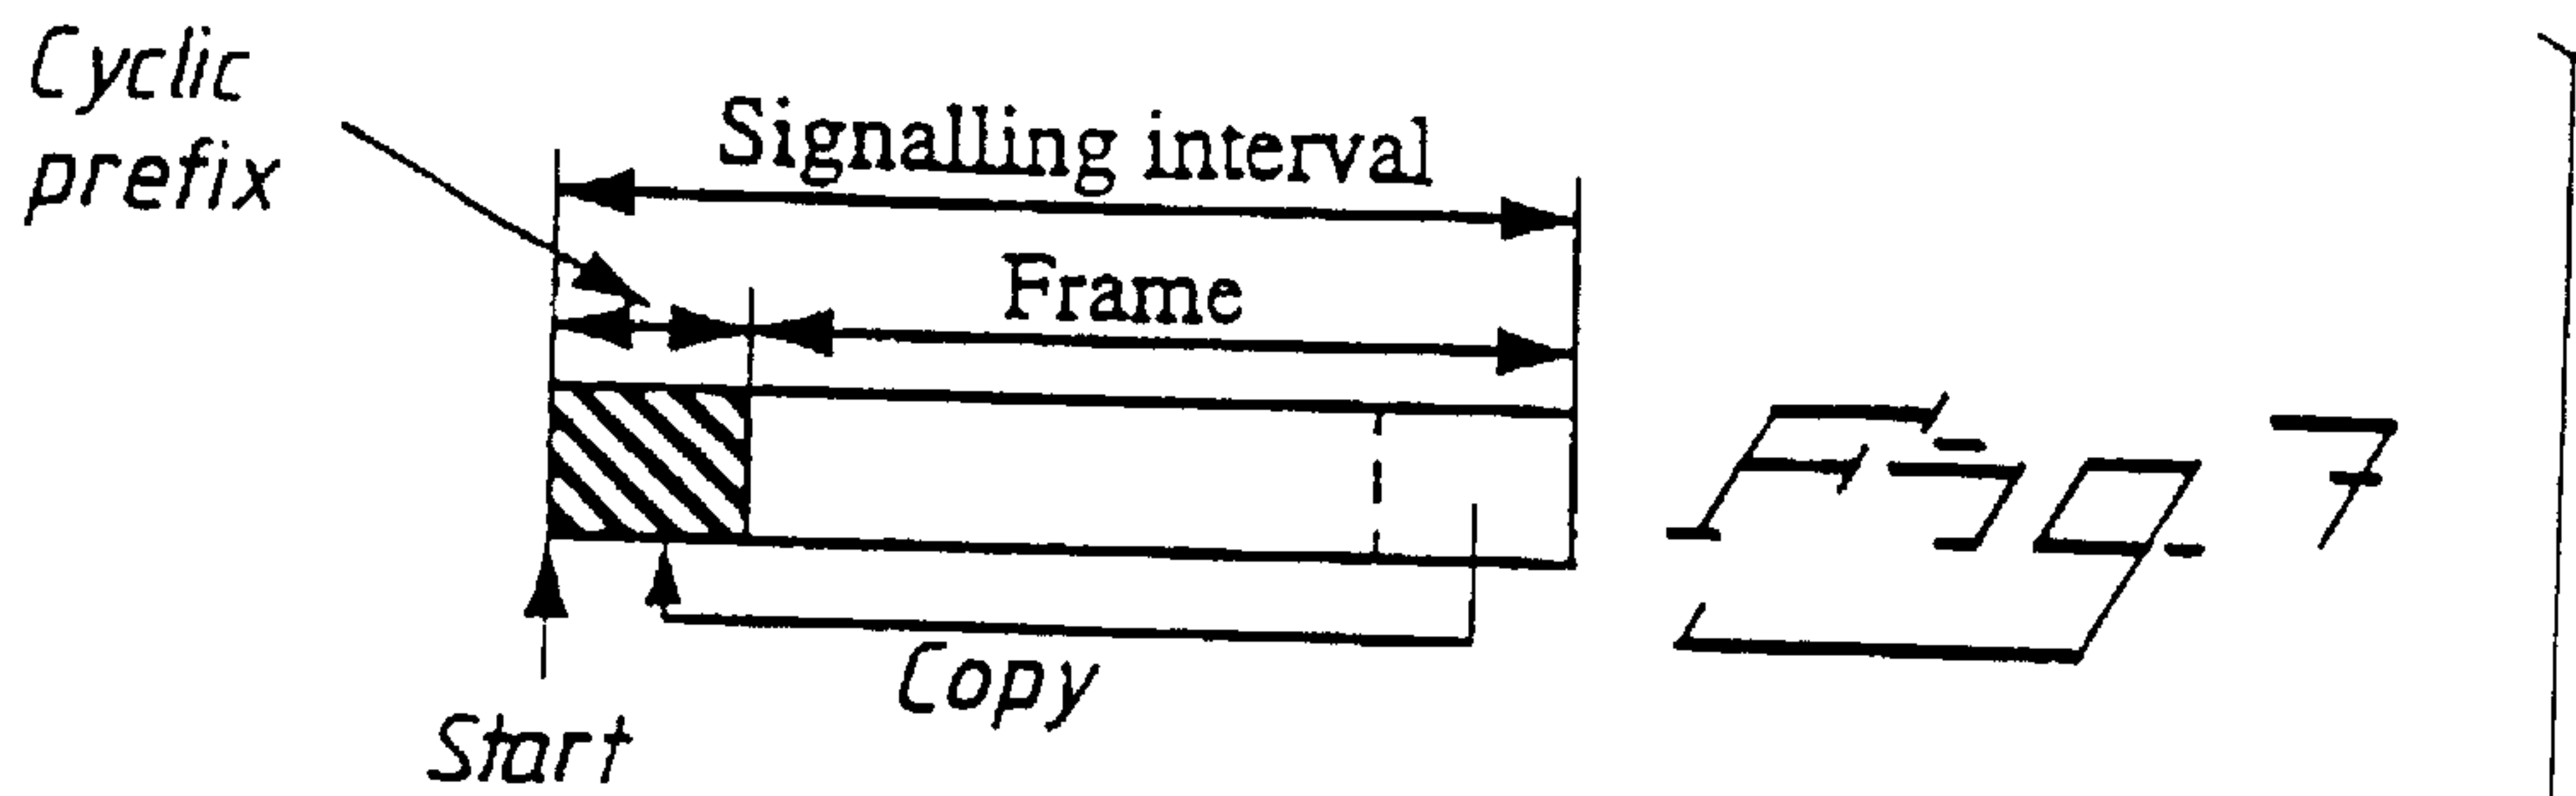 Cyclic
prefix
Signalling interval
Frame
Copy
Start
Fig. 7